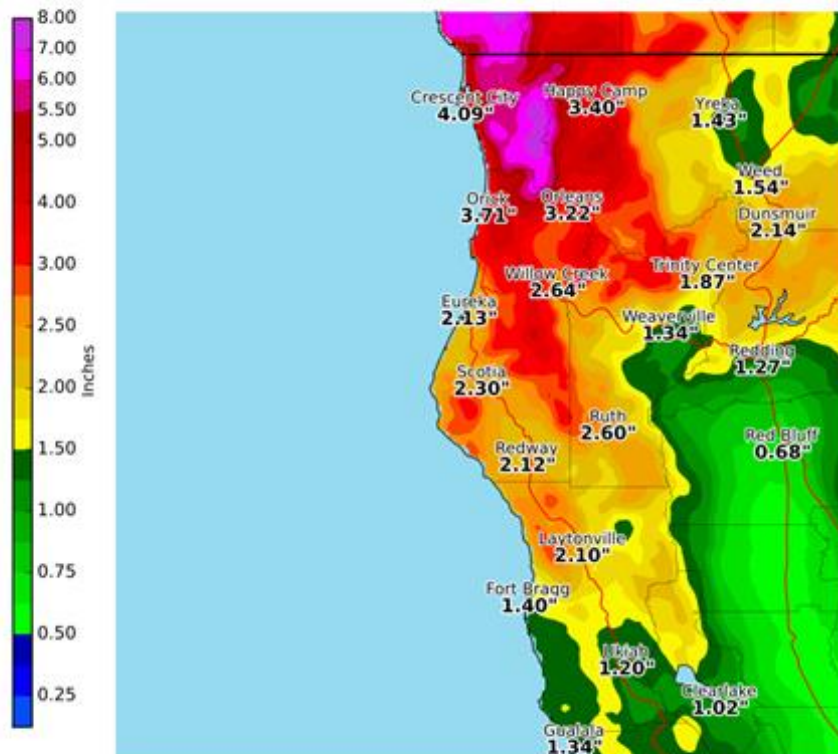 8.00
7.00
6.00
5.50
5.00
4.00
3.00
2.50
2.00
1.50
1.00
0.75
0.50
0.25
Inches
Crescent City
4.09"
Happy Camp
3.40"
Yreka
1.43"
Weed
1.54"
Orick
3.71"
Orleans
3.22"
Dunsmuir
2.14"
Willow Creek
2.64"
Trinity Center
1.87"
Eureka
2.13"
Weaverville
1.34"
Redding
1.27"
Scotia
2.30"
Ruth
2.60"
Red Bluff
0.68"
Redway
2.12"
Laytonville
2.10"
Fort Bragg
1.40"
Ukiah
1.20"
Clearlake
1.02"
Gualala
1.34"